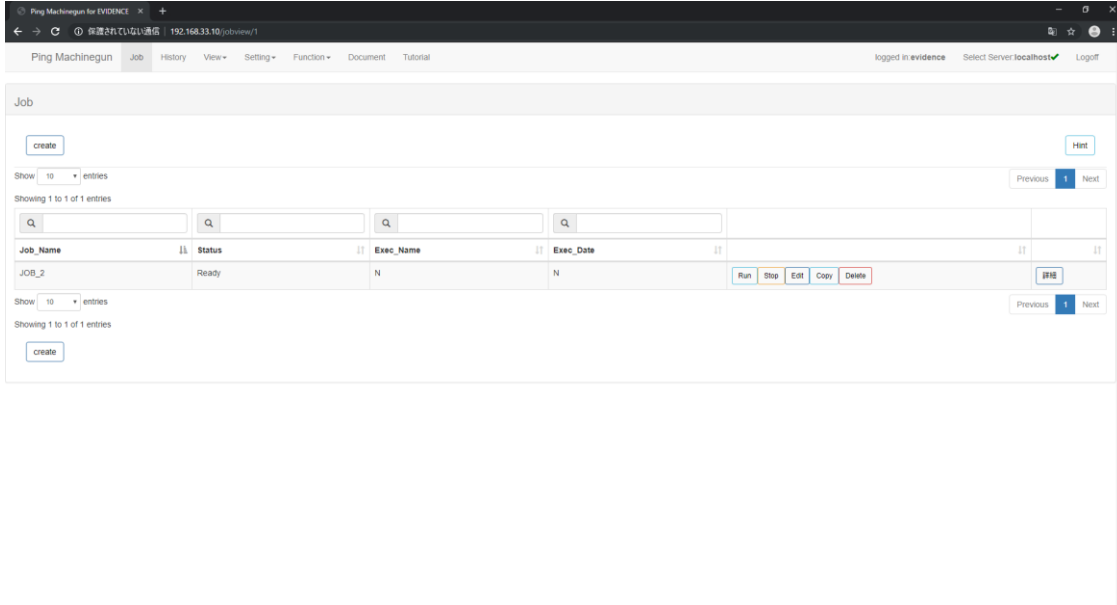 Ping Machinegun for EVIDENCE
保護されていない通信 | 192.168.33.10/jobview/1
Ping Machinegun Job History View Setting Function Document Tutorial logged in:evidence Select Server:localhost Logoff
Job
create Hint
Show 10 entries Previous 1 Next
Showing 1 to 1 of 1 entries
Job_Name Status Exec_Name Exec_Date
JOB_2 Ready N N Run Stop Edit Copy Delete 詳細
Show 10 entries Previous 1 Next
Showing 1 to 1 of 1 entries
create